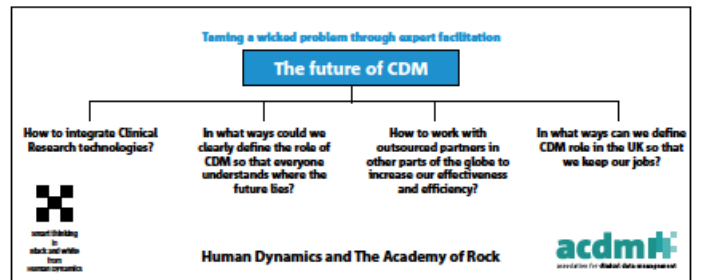 Taming a wicked problem through expert facilitation
The future of CDM
How to integrate Clinical
Research technologies?
In what ways could we
clearly define the role of
CDM so that everyone
understands where the
future lies?
How to work with
outsourced partners in
other parts of the globe to
increase our effectiveness
and efficiency?
In what ways can we define
CDM role in the UK so that
we keep our jobs?
smart thinking
in
black and white
from
human dynamics
Human Dynamics and The Academy of Rock
acdm
association for clinical data management